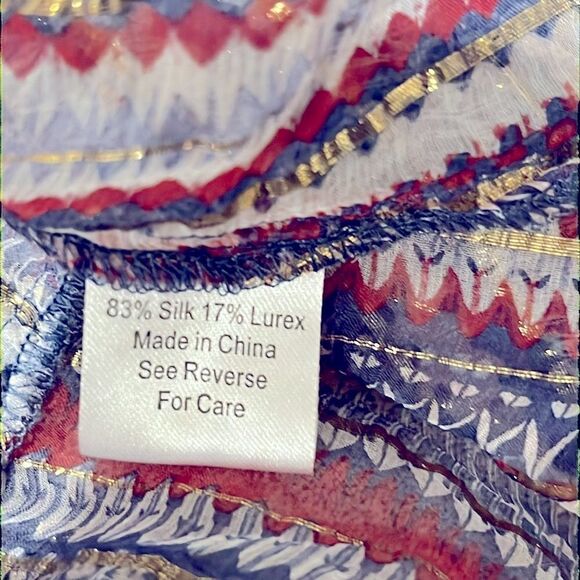 83% Silk 17% Lurex
Made in China
See Reverse
For Care